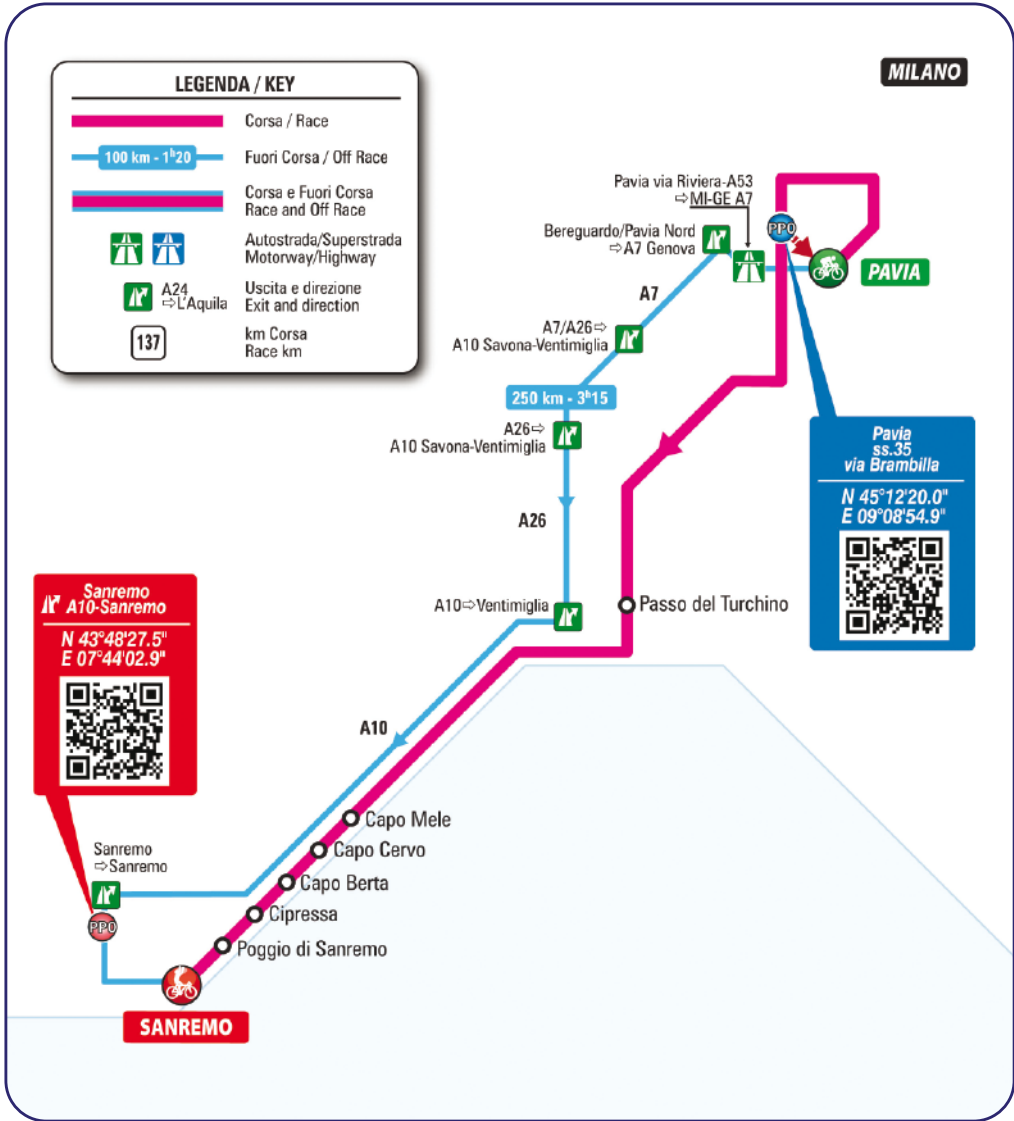 MILANO
LEGENDA / KEY
Corsa / Race
100 km - 1ʰ20
Fuori Corsa / Off Race
Corsa e Fuori Corsa
Race and Off Race
Autostrada/Superstrada
Motorway/Highway
A24
⇨L'Aquila
Uscita e direzione
Exit and direction
137
km Corsa
Race km
Pavia via Riviera-A53
⇨MI-GE A7
Bereguardo/Pavia Nord
⇨A7 Genova
PPO
PAVIA
A7
A7/A26⇨
A10 Savona-Ventimiglia
250 km - 3ʰ15
A26⇨
A10 Savona-Ventimiglia
Pavia
ss.35
via Brambilla
N 45°12'20.0"
E 09°08'54.9"
A26
Sanremo
A10-Sanremo
N 43°48'27.5"
E 07°44'02.9"
A10⇨Ventimiglia
Passo del Turchino
A10
Capo Mele
Capo Cervo
Capo Berta
Cipressa
Poggio di Sanremo
Sanremo
⇨Sanremo
PPO
SANREMO